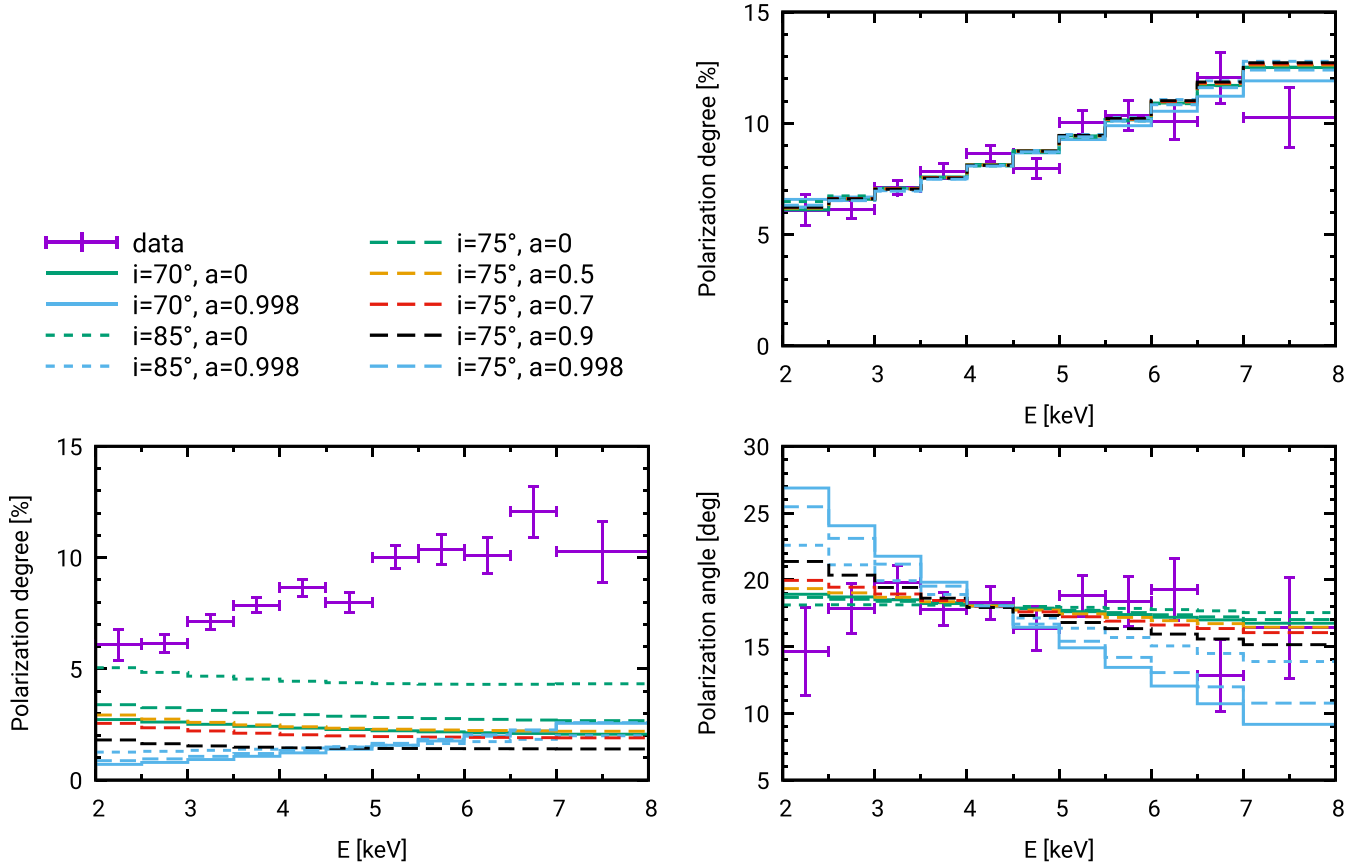 15
10
5
0
Polarization degree [%]
2 3 4 5 6 7 8
E [keV]
data
i=70°, a=0
i=70°, a=0.998
i=85°, a=0
i=85°, a=0.998
i=75°, a=0
i=75°, a=0.5
i=75°, a=0.7
i=75°, a=0.9
i=75°, a=0.998
15
10
5
0
Polarization degree [%]
2 3 4 5 6 7 8
E [keV]
30
25
20
15
10
5
Polarization angle [deg]
2 3 4 5 6 7 8
E [keV]